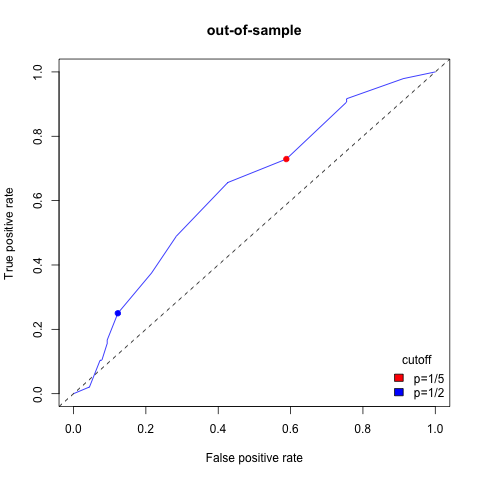 out-of-sample
True positive rate
1.0
0.8
0.6
0.4
0.2
0.0
cutoff
p=1/5
p=1/2
0.0 0.2 0.4 0.6 0.8 1.0
False positive rate